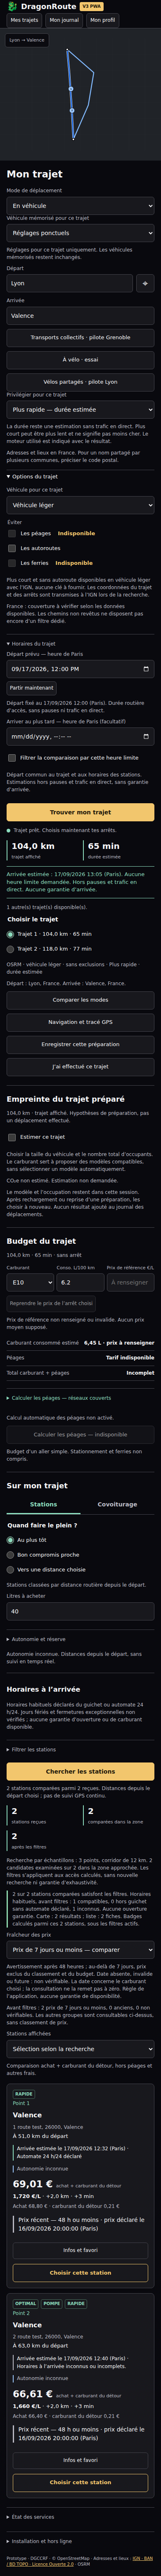 DragonRoute V3 PWA
Mes trajets Mon journal Mon profil
Lyon → Valence
Mon trajet
Mode de déplacement
En véhicule
Véhicule mémorisé pour ce trajet
Réglages ponctuels
Réglages pour ce trajet uniquement. Les véhicules
mémorisés restent inchangés.
Départ
Lyon
Arrivée
Valence
Transports collectifs · pilote Grenoble
À vélo · essai
Vélos partagés · pilote Lyon
Privilégier pour ce trajet
Plus rapide — durée estimée
La durée reste une estimation sans trafic en direct. Plus
court peut être plus lent et ne signifie pas moins cher. Le
moteur utilisé est indiqué avec le résultat.
Adresses et lieux en France. Pour un nom partagé par
plusieurs communes, préciser le code postal.
▼ Options du trajet
Véhicule pour ce trajet
Véhicule léger
Éviter
Les péages Indisponible
Les autoroutes
Les ferries Indisponible
Plus court et sans autoroute disponibles en véhicule léger
par l'IGN, sans clé ni inscription. Les coordonnées du trajet
sont transmises à l'IGN lors de la recherche.
France : couverture à vérifier selon les données
disponibles. Les chemins non revêtus ne disposent pas
encore d'un filtre dédié.
▼ Horaires du trajet
Départ prévu — heure de Paris
09/17/2026, 12:00 PM
Partir maintenant
Départ fixé au 17/09/2026 12:00 (Paris). Durée routière
d'accès, sans pauses ni trafic en direct.
Arriver au plus tard — heure de Paris (facultatif)
mm/dd/yyyy, --:-- --
Filtrer la comparaison par cette heure limite
Départ commun au trajet et aux horaires des stations.
Estimations hors pauses et trafic en direct, sans garantie
d'arrivée.
Trouver mon trajet
Trajet prêt. Choisis maintenant tes arrêts.
104,0 km
trajet affiché
65 min
durée estimée
Arrivée estimée : 17/09/2026 13:05 (Paris). Aucune
heure limite demandée. Hors pauses et trafic en
direct. Aucune garantie d'arrivée.
1 autre(s) trajet(s) disponible(s).
Choisir le trajet
Trajet 1 · 104,0 km · 65 min
Trajet 2 · 118,0 km · 77 min
OSRM · véhicule léger · sans exclusions · Plus rapide ·
durée estimée
Départ : Lyon, France. Arrivée : Valence, France.
Comparer les modes
Navigation et tracé GPS
Enregistrer cette préparation
J'ai effectué ce trajet
Empreinte du trajet préparé
104,0 km · trajet affiché. Hypothèses de préparation, pas
un déplacement effectué.
Estimer ce trajet
Choisir la taille du véhicule et le nombre total d'occupants.
Le carburant sert à proposer des modèles compatibles,
sans sélectionner un modèle automatiquement.
CO₂e non estimé. Estimation non demandée.
Le modèle et l'occupation restent dans cette session.
Après rechargement ou reprise d'une préparation, les
choisir à nouveau. Aucun résultat ajouté au journal des
déplacements.
Budget du trajet
104,0 km · 65 min · sans arrêt
Carburant Conso. L/100 km Prix de référence €/L
E10 6.2 À renseigner
Reprendre le prix de l'arrêt choisi
Prix de référence non renseigné ou invalide. Aucun prix
moyen supposé.
Carburant consommé estimé 6,45 L · prix à renseigner
Péages Tarif indisponible
Total carburant + péages Incomplet
▶ Calculer les péages — réseaux couverts
Calcul automatique des péages non activé.
Calculer les péages — indisponible
Budget d'un aller simple. Stationnement et ferries non
compris.
Sur mon trajet
Stations Covoiturage
Quand faire le plein ?
Au plus tôt
Bon compromis proche
Vers une distance choisie
Stations classées par distance routière depuis le départ.
Litres à acheter
40
▶ Autonomie et réserve
Autonomie inconnue. Distances depuis le départ, sans
suivi en temps réel.
Horaires à l'arrivée
Horaires habituels déclarés du guichet ou automate 24
h/24. Jours fériés et fermetures exceptionnelles non
vérifiés ; aucune garantie d'ouverture ou de carburant
disponible.
▶ Filtrer les stations
Chercher les stations
2 stations comparées parmi 2 reçues. Distances depuis le
départ choisi ; pas de suivi GPS continu.
2
stations reçues
2
comparées dans la zone
2
après les filtres
Recherche par échantillons : 3 points, corridor de 12 km. 2
candidates examinées sur 2 dans la zone approchée. Les
filtres s'appliquent aux accès calculés, sans nouvelle
recherche ni garantie d'exhaustivité.
2 sur 2 stations comparées satisfont les filtres. Horaires
habituels, avant filtres : 1 compatibles, 0 hors guichet
sans automate déclaré, 1 inconnus. Aucune ouverture
garantie. Carte : 2 résultats ; liste : 2 fiches. Badges
calculés parmi ces 2 stations, sous les filtres actifs.
Fraîcheur des prix
Prix de 7 jours ou moins — comparer
Avertissement après 48 heures ; au-delà de 7 jours, prix
exclus du classement et du budget. Date absente, invalide
ou future non vérifiable. La date concerne le carburant
choisi ; la consultation ne la remet pas à zéro. Règle de
l'application, aucune garantie de disponibilité.
Avant filtres : 2 prix de 7 jours ou moins, 0 anciens, 0 non
vérifiables. Les autres groupes sont consultables ci-dessus,
sans classement de prix.
Stations affichées
Sélection selon la recherche
Comparaison achat + carburant du détour, hors péages et
autres frais.
RAPIDE
Point 1
Valence
1 route test, 26000, Valence
À 51,0 km du départ
Arrivée estimée le 17/09/2026 12:32 (Paris) ·
Automate 24 h/24 déclaré
Autonomie inconnue
69,01 € achat + carburant du détour
1,720 €/L · +2,0 km · +3 min
Achat 68,80 € · carburant du détour 0,21 €
Prix récent — 48 h ou moins · prix déclaré le
16/09/2026 20:00:00 (Paris)
Infos et favori
Choisir cette station
OPTIMAL POMPE RAPIDE
Point 2
Valence
2 route test, 26000, Valence
À 63,0 km du départ
Arrivée estimée le 17/09/2026 12:40 (Paris) ·
Horaires à l'arrivée inconnus ou incomplets.
Autonomie inconnue
66,61 € achat + carburant du détour
1,660 €/L · +2,0 km · +2 min
Achat 66,40 € · carburant du détour 0,21 €
Prix récent — 48 h ou moins · prix déclaré le
16/09/2026 20:00:00 (Paris)
Infos et favori
Choisir cette station
▶ État des services
▶ Installation et hors ligne
Prototype · DGCCRF · © OpenStreetMap · Adresses et lieux : IGN · BAN
/ BD TOPO · Licence Ouverte 2.0 · OSRM